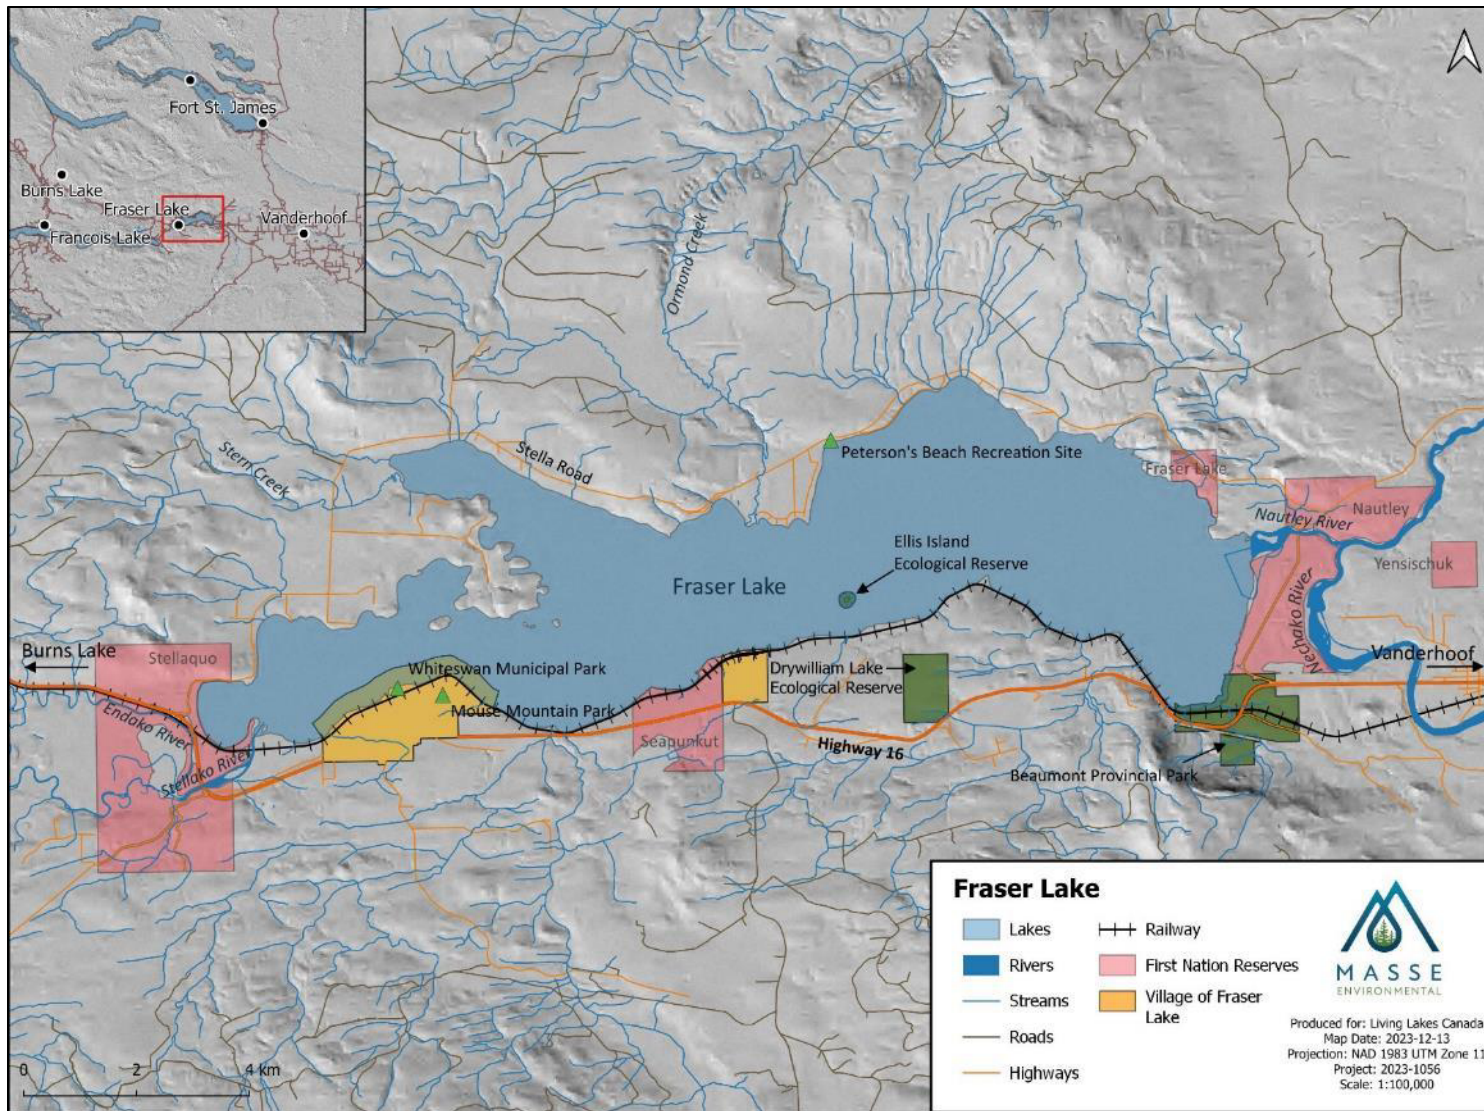 Fort St. James
Burns Lake
Fraser Lake
Vanderhoof
Francois Lake
Ormond Creek
Stern Creek
Stella Road
Peterson's Beach Recreation Site
Fraser Lake
Nautley
Nautley River
Ellis Island
Ecological Reserve
Yensischuk
Fraser Lake
Nechako River
Burns Lake
Stellaquo
Whiteswan Municipal Park
Drywilliam Lake
Ecological Reserve
Vanderhoof
Mouse Mountain Park
Endako River
Stellako River
Seapunkut
Highway 16
Beaumont Provincial Park
0 2 4 km
Fraser Lake
Lakes
Rivers
Streams
Roads
Highways
Railway
First Nation Reserves
Village of Fraser
Lake
MASSE
ENVIRONMENTAL
Produced for: Living Lakes Canada
Map Date: 2023-12-13
Projection: NAD 1983 UTM Zone 11
Project: 2023-1056
Scale: 1:100,000